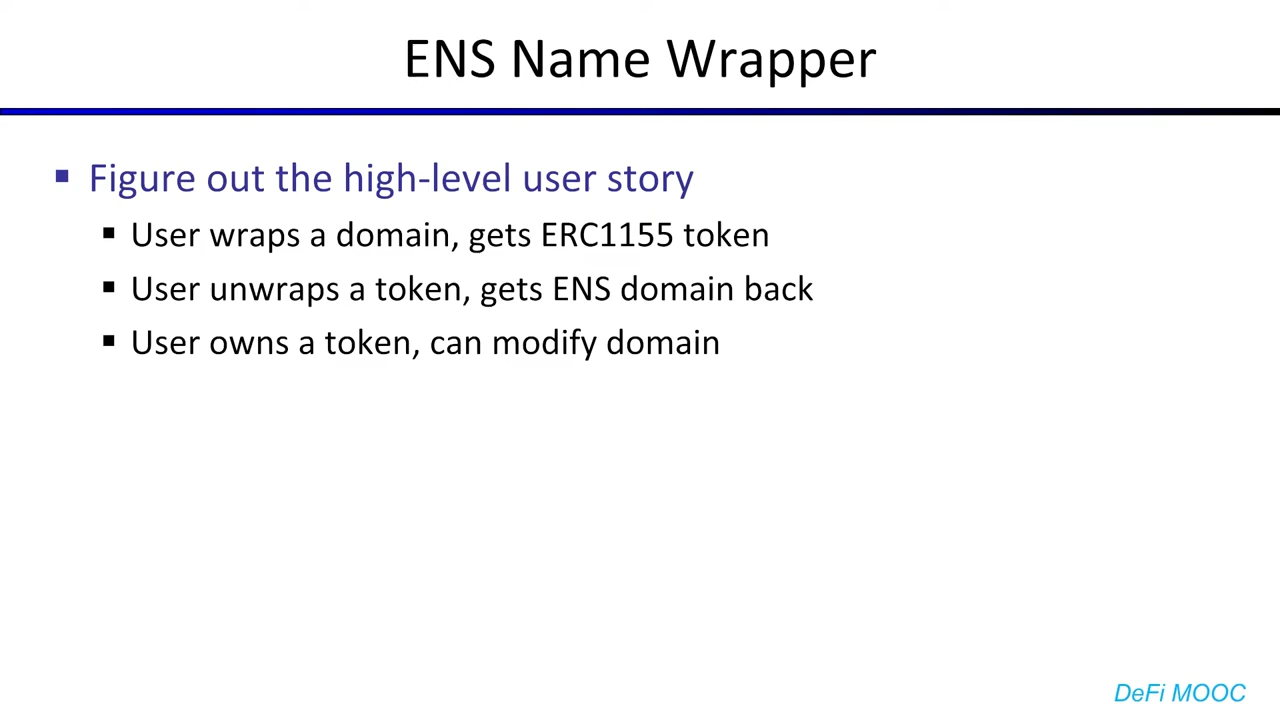 ENS Name Wrapper
▪ Figure out the high-level user story
▪ User wraps a domain, gets ERC1155 token
▪ User unwraps a token, gets ENS domain back
▪ User owns a token, can modify domain
DeFi MOOC